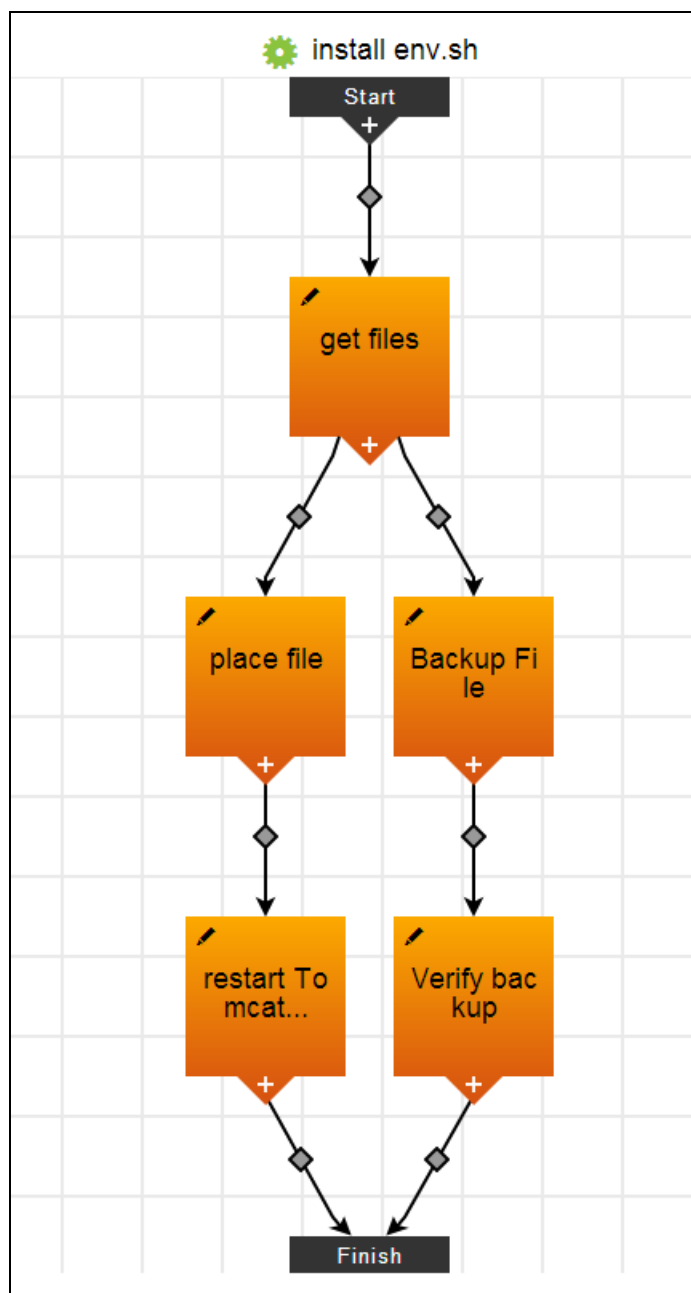 install env.sh
Start
get files
place file
Backup Fi
le
restart To
mcat...
Verify bac
kup
Finish